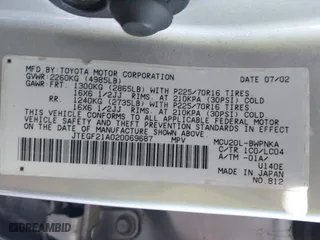 MFD. BY TOYOTA MOTOR CORPORATION DATE 07/02
GVWR 2260KG (4985LB)
GAWR FRT. 1300KG (2865LB) WITH P225/70R16 TIRES
16X6 1/2JJ RIMS AT 210KPA (30PSI) COLD
RR. 1240KG (2735LB) WITH P225/70R16 TIRES
16X6 1/2JJ RIMS AT 210KPA (30PSI) COLD
THIS VEHICLE CONFORMS TO ALL APPLICABLE FEDERAL
MOTOR VEHICLE SAFETY
STANDARDS IN EFFECT ON THE DATE OF
MANUFACTURE SHOWN ABOVE.
JTEGF21A020069687 MPV MCU20L-BWPNKA
C/TR 1C0/LC04
A/TM -01A/
U140E
MADE IN JAPAN
NO 812
DREAMBID